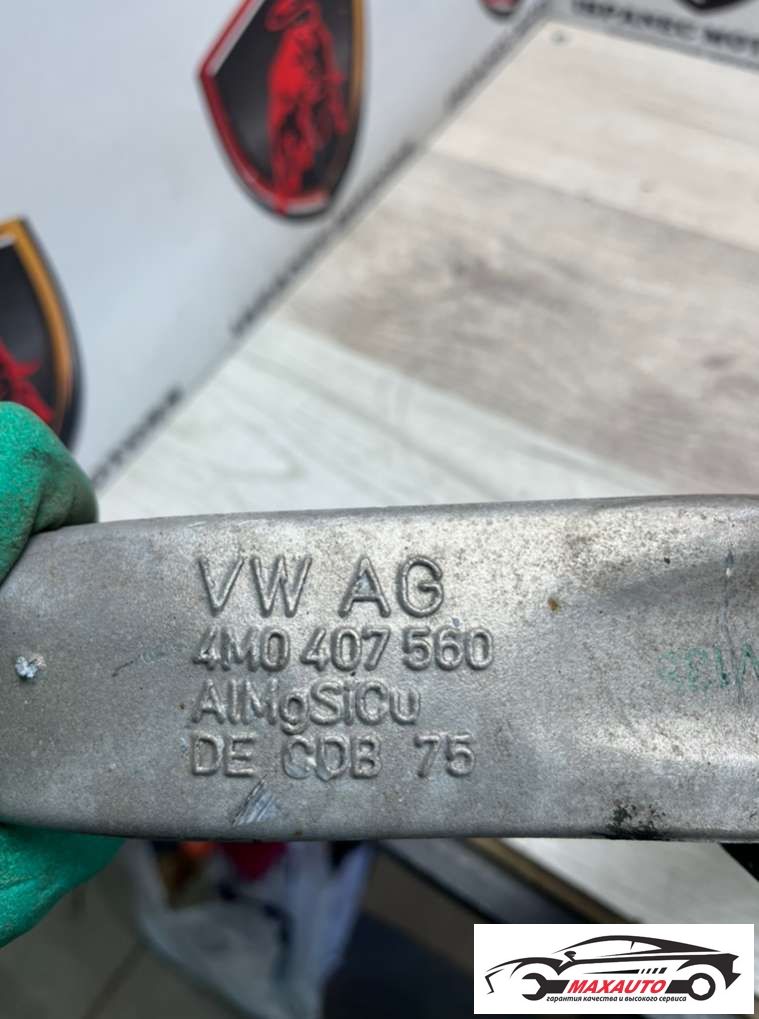 VW AG
4M0 407 560
AlMgSiCu
DE CDB 75
MAXAUTO
гарантия качества и высокого сервиса